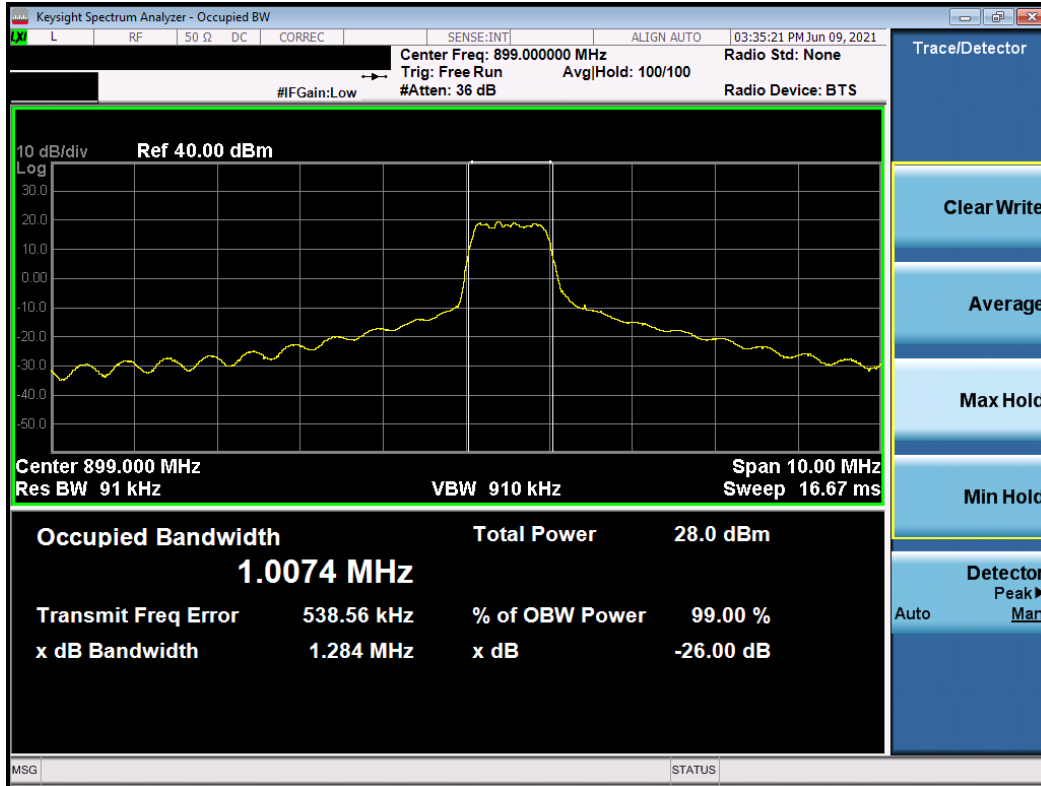 Keysight Spectrum Analyzer - Occupied BW
LXI L RF 50 Ω DC CORREC SENSE:INT ALIGN AUTO 03:35:21 PM Jun 09, 2021
Center Freq: 899.000000 MHz Radio Std: None
Trig: Free Run Avg|Hold: 100/100
#IFGain:Low #Atten: 36 dB Radio Device: BTS
Trace/Detector
10 dB/div Ref 40.00 dBm
Log
30.0
20.0
10.0
0.00
-10.0
-20.0
-30.0
-40.0
-50.0
Center 899.000 MHz Span 10.00 MHz
Res BW 91 kHz VBW 910 kHz Sweep 16.67 ms
Occupied Bandwidth Total Power 28.0 dBm
1.0074 MHz
Transmit Freq Error 538.56 kHz % of OBW Power 99.00 %
x dB Bandwidth 1.284 MHz x dB -26.00 dB
Clear Write
Average
Max Hold
Min Hold
Detector
Peak
Auto Man
MSG STATUS